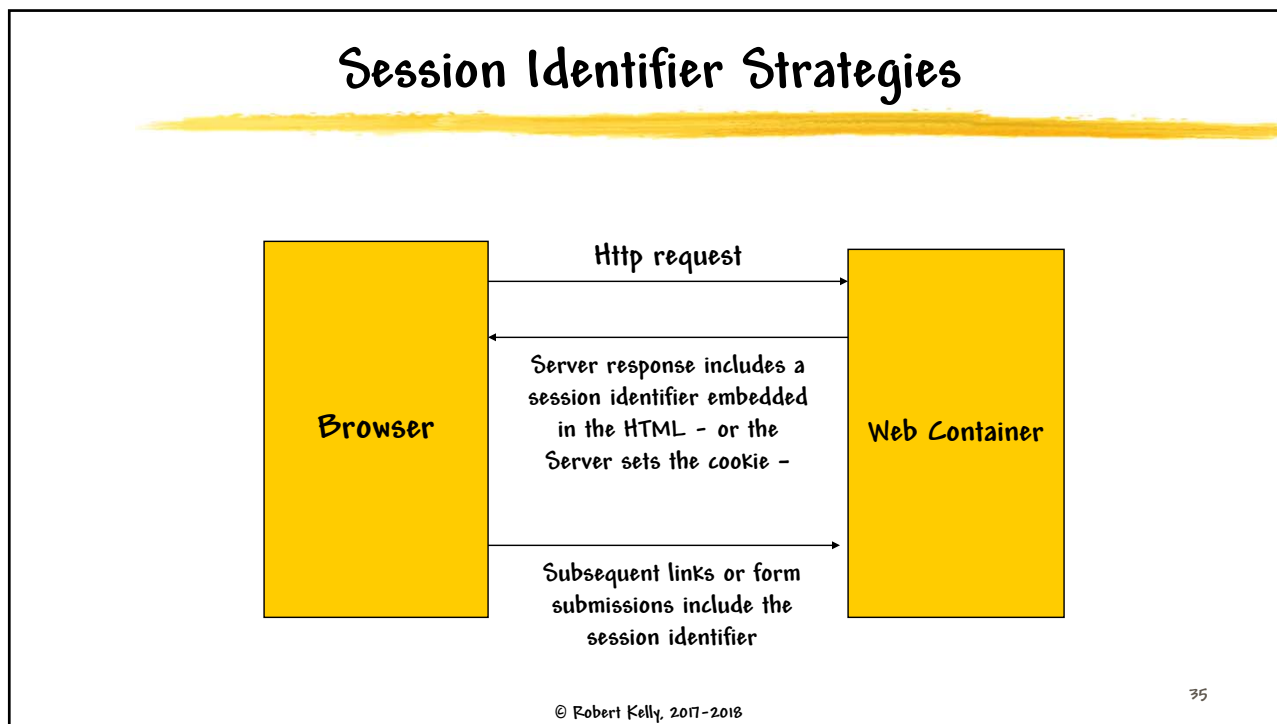 Session Identifier Strategies
Http request
Server response includes a
session identifier embedded
in the HTML - or the
Server sets the cookie –
Browser
Web Container
Subsequent links or form
submissions include the
session identifier
35
© Robert Kelly, 2017-2018